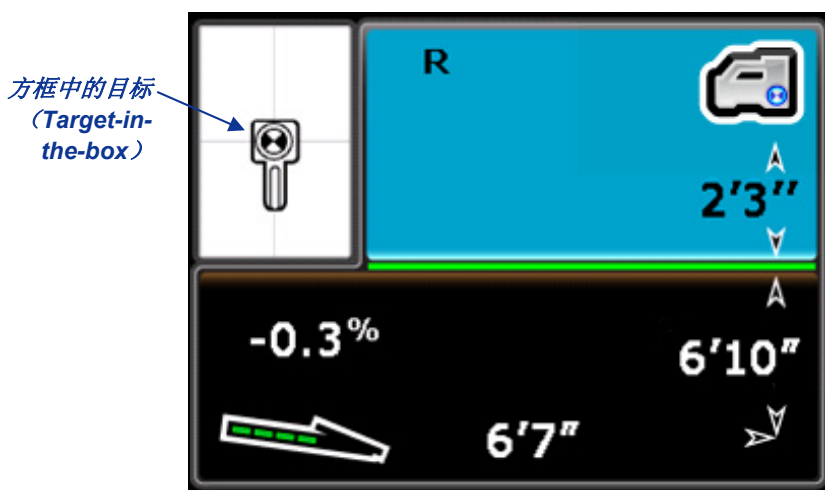 方框中的目标
（Target-in-
the-box）
R
2'3''
-0.3%
6'10"
6'7"